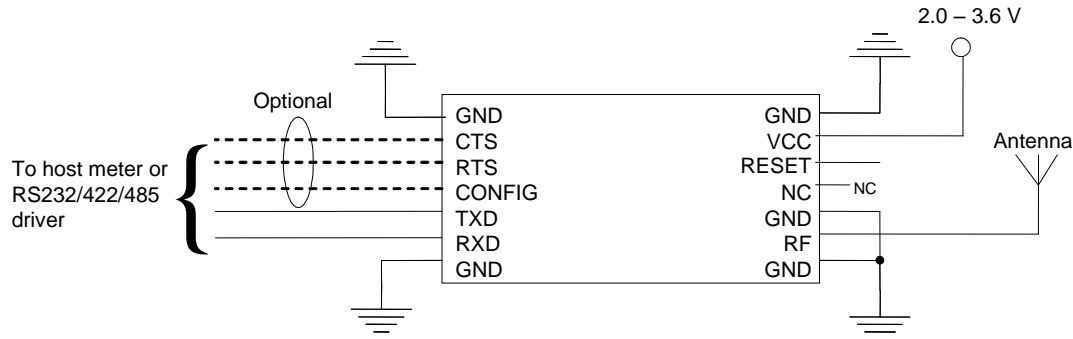 2.0 – 3.6 V
Optional
Antenna
To host meter or
RS232/422/485
driver
GND
CTS
RTS
CONFIG
TXD
RXD
GND
GND
VCC
RESET
NC
NC
GND
RF
GND